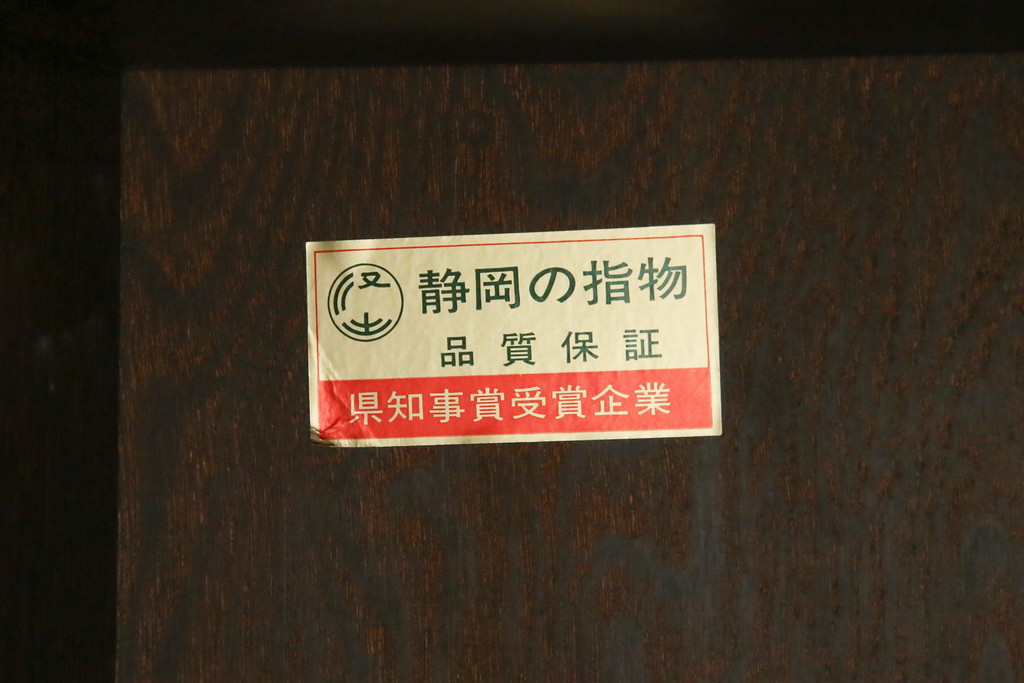 静岡の指物
品質保証
県知事賞受賞企業